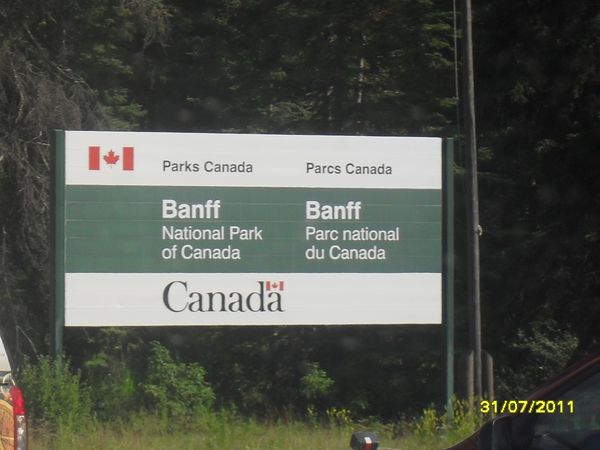 Parks Canada Parcs Canada
Banff Banff
National Park Parc national
of Canada du Canada
Canada
31/07/2011